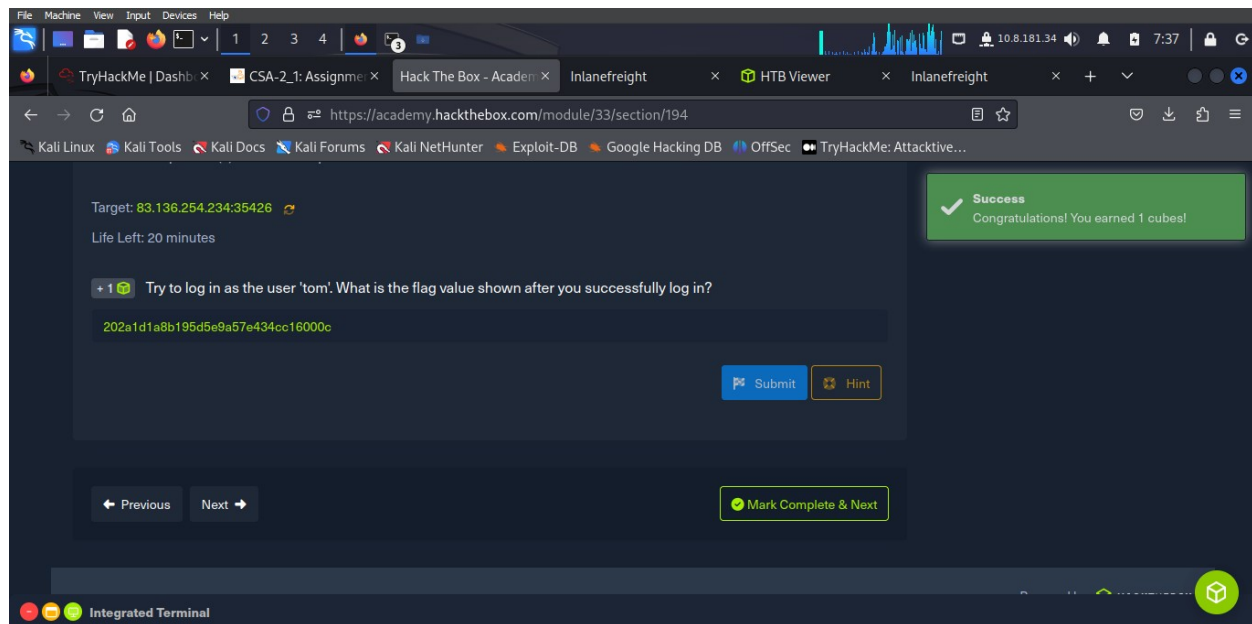 File Machine View Input Devices Help
1 2 3 4 3 10.8.181.34 7:37
TryHackMe | Dashb CSA-2_1: Assignme Hack The Box - Academ Inlanefreight HTB Viewer Inlanefreight
https://academy.hackthebox.com/module/33/section/194
Kali Linux Kali Tools Kali Docs Kali Forums Kali NetHunter Exploit-DB Google Hacking DB OffSec TryHackMe: Attacktive...
Target: 83.136.254.234:35426
Life Left: 20 minutes
Success
Congratulations! You earned 1 cubes!
+ 1 Try to log in as the user 'tom'. What is the flag value shown after you successfully log in?
202a1d1a8b195d5e9a57e434cc16000c
Submit Hint
Previous Next Mark Complete & Next
Integrated Terminal